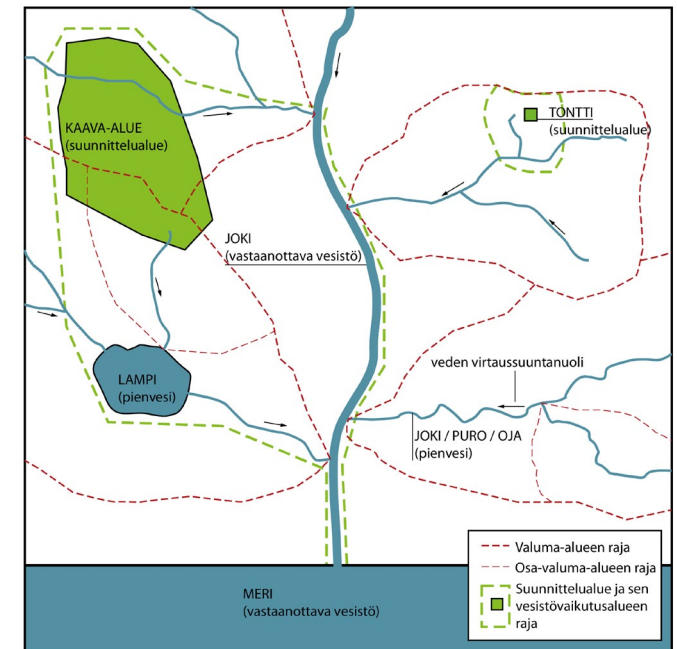 KAAVA-ALUE
(suunnittelualue)
TONTTI
(suunnittelualue)
JOKI
(vastaanottava vesistö)
veden virtaussuuntanuoli
LAMPI
(pienvesi)
JOKI / PURO / OJA
(pienvesi)
MERI
(vastaanottava vesistö)
Valuma-alueen raja
Osa-valuma-alueen raja
Suunnittelualue ja sen
vesistövaikutusalueen
raja